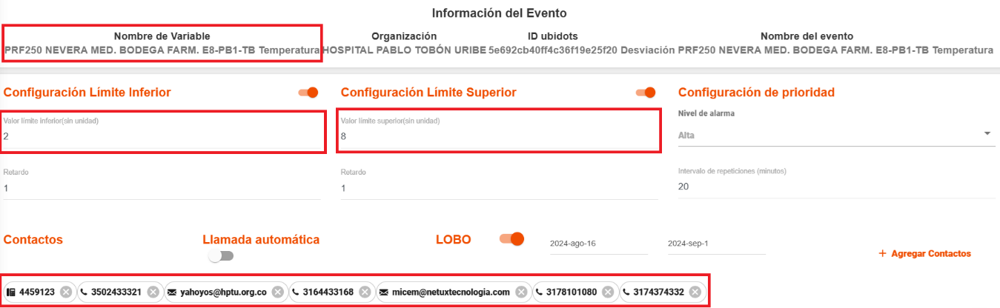 Información del Evento
Nombre de Variable Organización ID ubidots Nombre del evento
PRF250 NEVERA MED. BODEGA FARM. E8-PB1-TB Temperatura HOSPITAL PABLO TOBÓN URIBE 5e692cb40ff4c36f19e25f20 Desviación PRF250 NEVERA MED. BODEGA FARM. E8-PB1-TB Temperatura
Configuración Límite Inferior Configuración Límite Superior Configuración de prioridad
Valor límite inferior(sin unidad) Valor límite superior(sin unidad) Nivel de alarma
2 8 Alta
Retardo Retardo Intervalo de repeticiones (minutos)
1 1 20
Contactos Llamada automática LOBO 2024-ago-16 2024-sep-1 + Agregar Contactos
4459123 3502433321 yahoyos@hptu.org.co 3164433168 micem@netuxtecnologia.com 3178101080 3174374332